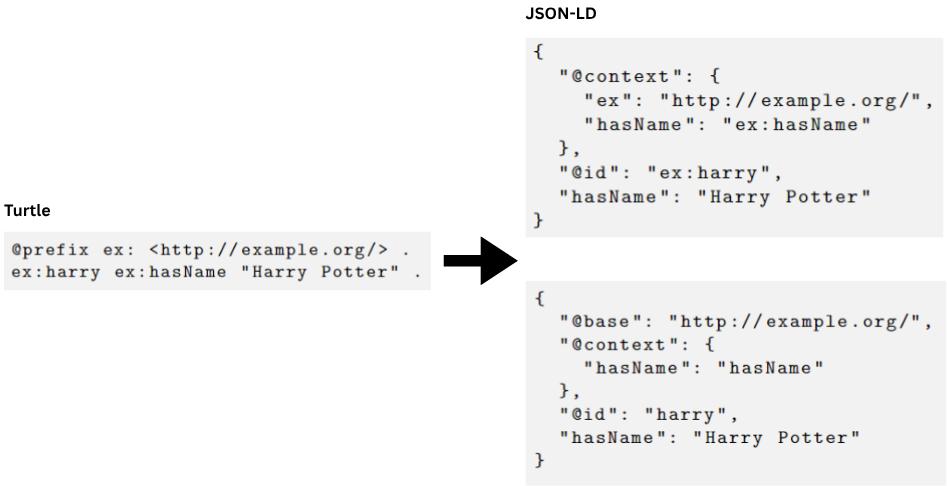 Turtle
@prefix ex: <http://example.org/> .
ex:harry ex:hasName "Harry Potter" .
JSON-LD
{
  "@context": {
    "ex": "http://example.org/",
    "hasName": "ex:hasName"
  },
  "@id": "ex:harry",
  "hasName": "Harry Potter"
}
{
  "@base": "http://example.org/",
  "@context": {
    "hasName": "hasName"
  },
  "@id": "harry",
  "hasName": "Harry Potter"
}